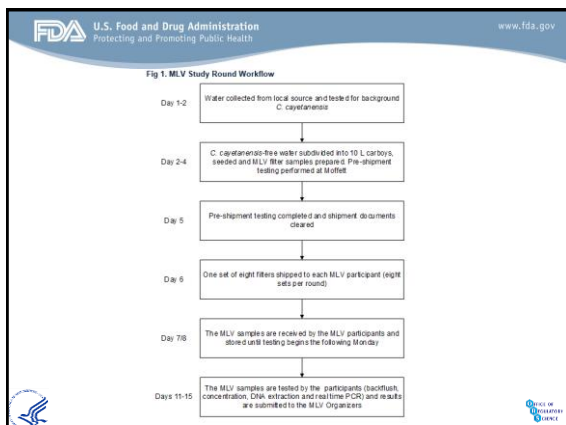 FDA U.S. Food and Drug Administration
Protecting and Promoting Public Health
www.fda.gov
Fig 1. MLV Study Round Workflow
Day 1-2
Water collected from local source and tested for background
C. cayetanensis
Day 2-4
C. cayetanensis-free water subdivided into 10 L carboys,
seeded and MLV filter samples prepared. Pre-shipment
testing performed at Moffett
Day 5
Pre-shipment testing completed and shipment documents
cleared
Day 6
One set of eight filters shipped to each MLV participant (eight
sets per round)
Day 7/8
The MLV samples are received by the MLV participants and
stored until testing begins the following Monday
Days 11-15
The MLV samples are tested by the participants (backflush,
concentration, DNA extraction and real time PCR) and results
are submitted to the MLV Organizers
OFFICE OF
REGULATORY
SCIENCE